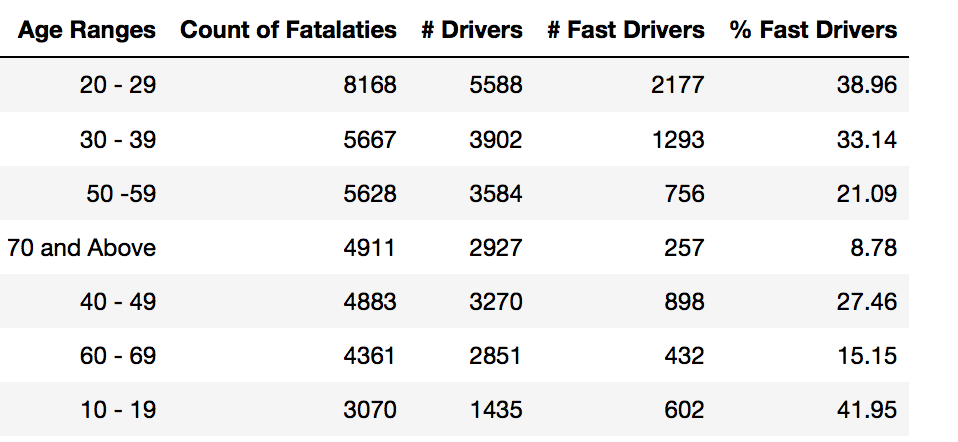 Age Ranges Count of Fatalaties # Drivers # Fast Drivers % Fast Drivers
20 - 29 8168 5588 2177 38.96
30 - 39 5667 3902 1293 33.14
50 -59 5628 3584 756 21.09
70 and Above 4911 2927 257 8.78
40 - 49 4883 3270 898 27.46
60 - 69 4361 2851 432 15.15
10 - 19 3070 1435 602 41.95